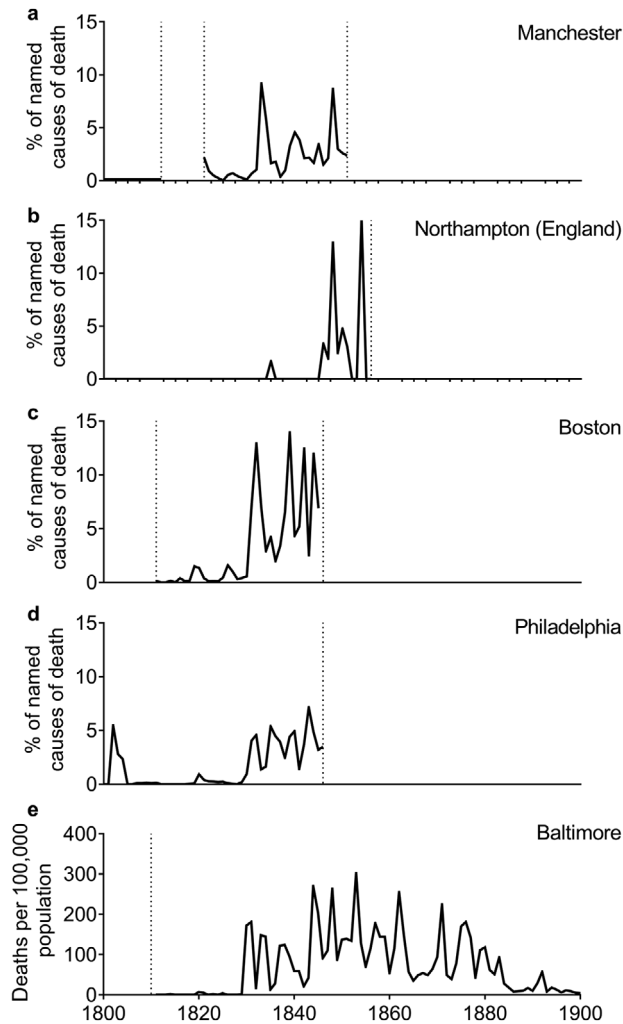 a
Manchester
% of named
causes of death
15
10
5
0
b
Northampton (England)
% of named
causes of death
15
10
5
0
c
Boston
% of named
causes of death
15
10
5
0
d
Philadelphia
% of named
causes of death
15
10
5
0
e
Baltimore
Deaths per 100,000
population
400
300
200
100
0
1800 1820 1840 1860 1880 1900